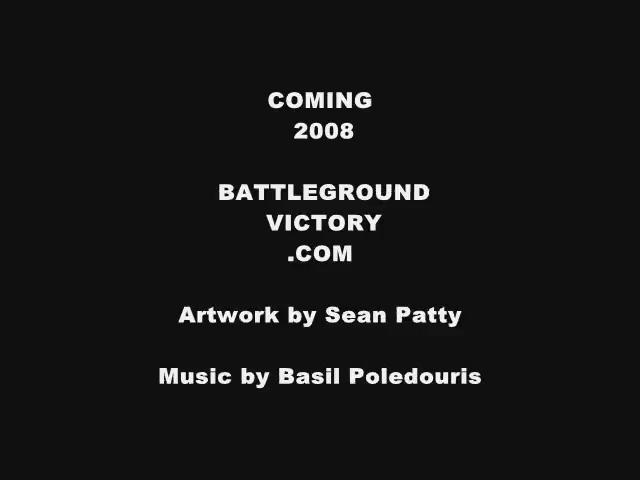 COMING
2008
BATTLEGROUND
VICTORY
.COM
Artwork by Sean Patty
Music by Basil Poledouris